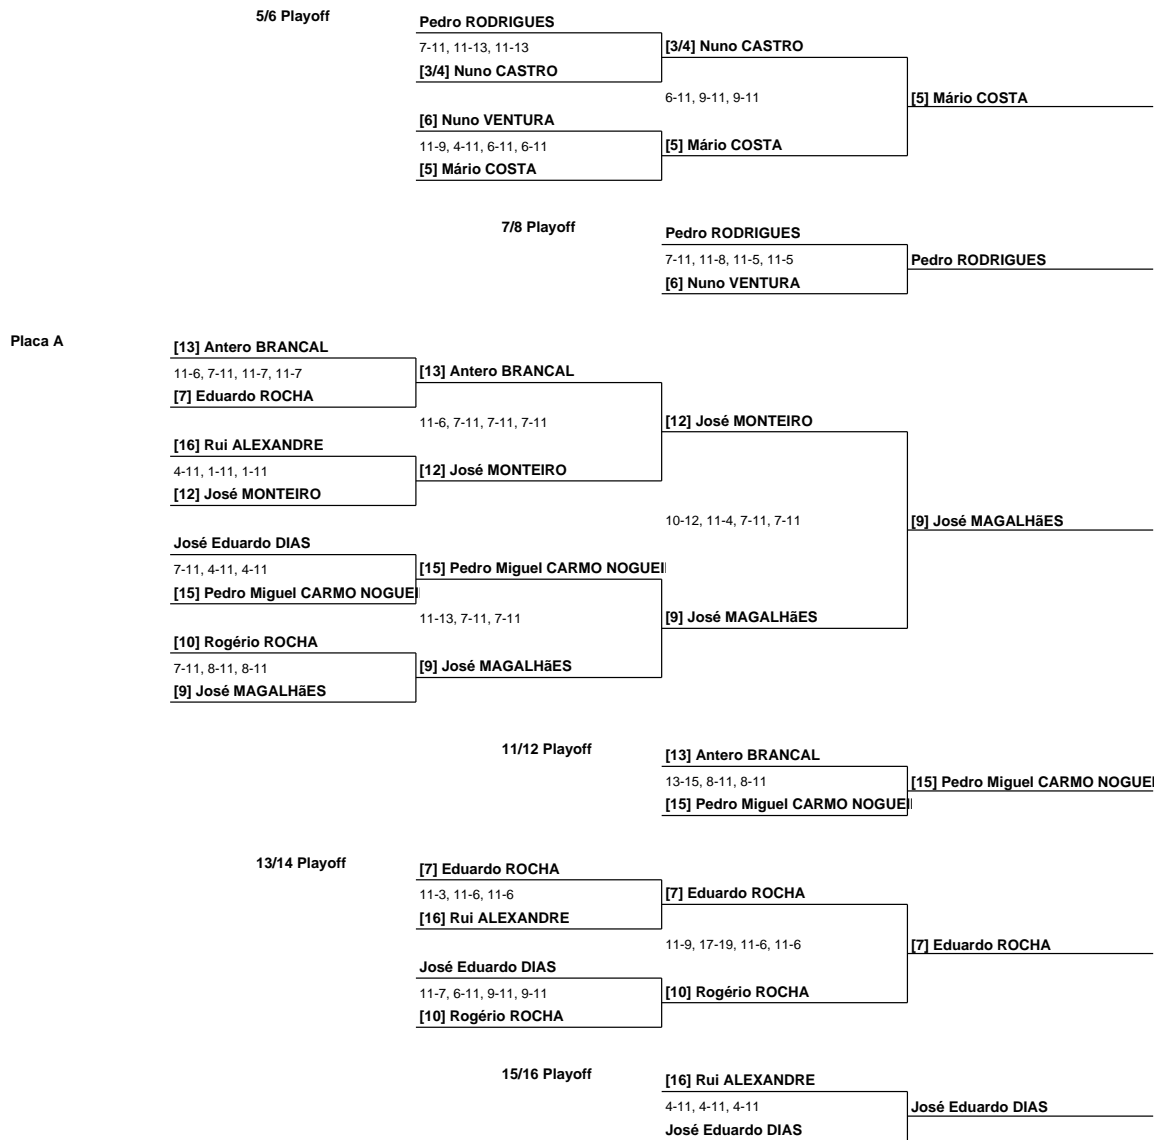 5/6 Playoff
Pedro RODRIGUES
7-11, 11-13, 11-13
[3/4] Nuno CASTRO
[3/4] Nuno CASTRO
6-11, 9-11, 9-11
[5] Mário COSTA
[6] Nuno VENTURA
11-9, 4-11, 6-11, 6-11
[5] Mário COSTA
[5] Mário COSTA
7/8 Playoff
Pedro RODRIGUES
7-11, 11-8, 11-5, 11-5
Pedro RODRIGUES
[6] Nuno VENTURA
Placa A
[13] Antero BRANCAL
11-6, 7-11, 11-7, 11-7
[13] Antero BRANCAL
[7] Eduardo ROCHA
11-6, 7-11, 7-11, 7-11
[12] José MONTEIRO
[16] Rui ALEXANDRE
4-11, 1-11, 1-11
[12] José MONTEIRO
[12] José MONTEIRO
10-12, 11-4, 7-11, 7-11
[9] José MAGALHãES
José Eduardo DIAS
7-11, 4-11, 4-11
[15] Pedro Miguel CARMO NOGUEI
[15] Pedro Miguel CARMO NOGUEI
11-13, 7-11, 7-11
[9] José MAGALHãES
[10] Rogério ROCHA
7-11, 8-11, 8-11
[9] José MAGALHãES
[9] José MAGALHãES
11/12 Playoff
[13] Antero BRANCAL
13-15, 8-11, 8-11
[15] Pedro Miguel CARMO NOGUEI
[15] Pedro Miguel CARMO NOGUEI
13/14 Playoff
[7] Eduardo ROCHA
11-3, 11-6, 11-6
[7] Eduardo ROCHA
[16] Rui ALEXANDRE
11-9, 17-19, 11-6, 11-6
[7] Eduardo ROCHA
José Eduardo DIAS
11-7, 6-11, 9-11, 9-11
[10] Rogério ROCHA
[10] Rogério ROCHA
15/16 Playoff
[16] Rui ALEXANDRE
4-11, 4-11, 4-11
José Eduardo DIAS
José Eduardo DIAS